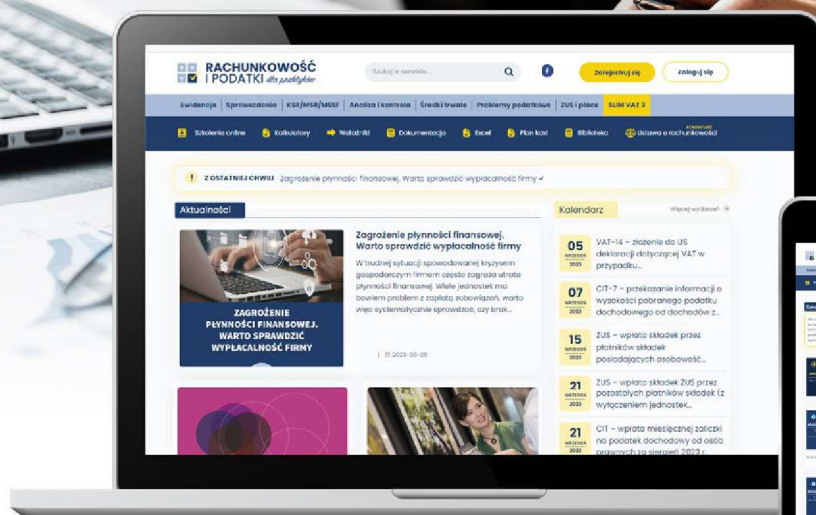 RACHUNKOWOŚĆ
I PODATKI dla praktyków
Szukaj w serwisie...
Zarejestruj się
Zaloguj się
Ewidencja | Sprawozdania | KSR/MSR/MSSF | Analiza i kontrola | Środki trwałe | Problemy podatkowe | ZUS i płace
SLIM VAT 3
Szkolenia online
Kalkulatory
Wskaźniki
Dokumentacja
Excel
Plan kont
Biblioteka
KOMENTARZ
Ustawa o rachunkowości
Z OSTATNIEJ CHWILI Zagrożenie płynności finansowej. Warto sprawdzić wypłacalność firmy
Aktualności
ZAGROŻENIE
PŁYNNOŚCI FINANSOWEJ.
WARTO SPRAWDZIĆ
WYPŁACALNOŚĆ FIRMY
Zagrożenie płynności finansowej.
Warto sprawdzić wypłacalność firmy
W trudnej sytuacji spowodowanej kryzysem
gospodarczym firmom często zagraża utrata
płynności finansowej. Wiele jednostek ma
bowiem problem z zapłatą zobowiązań, warto
więc systematycznie sprawdzać, czy brak...
Kalendarz
Więcej wydarzeń
05
WRZESIEŃ
2023
VAT-14 – złożenie do US
deklaracji dotyczącej VAT w
przypadku...
07
WRZESIEŃ
2023
CIT-7 – przekazanie informacji o
wysokości pobranego podatku
dochodowego od dochodów z...
15
WRZESIEŃ
2023
ZUS – wpłata składek przez
płatników składek
posiadających osobowość...
21
WRZESIEŃ
2023
ZUS – wpłata składek ZUS przez
pozostałych płatników składek (z
wyłączeniem jednostek...
21
WRZESIEŃ
2023
CIT – wpłata miesięcznej zaliczki
na podatek dochodowy od osób
prawnych za sierpień 2023 r.